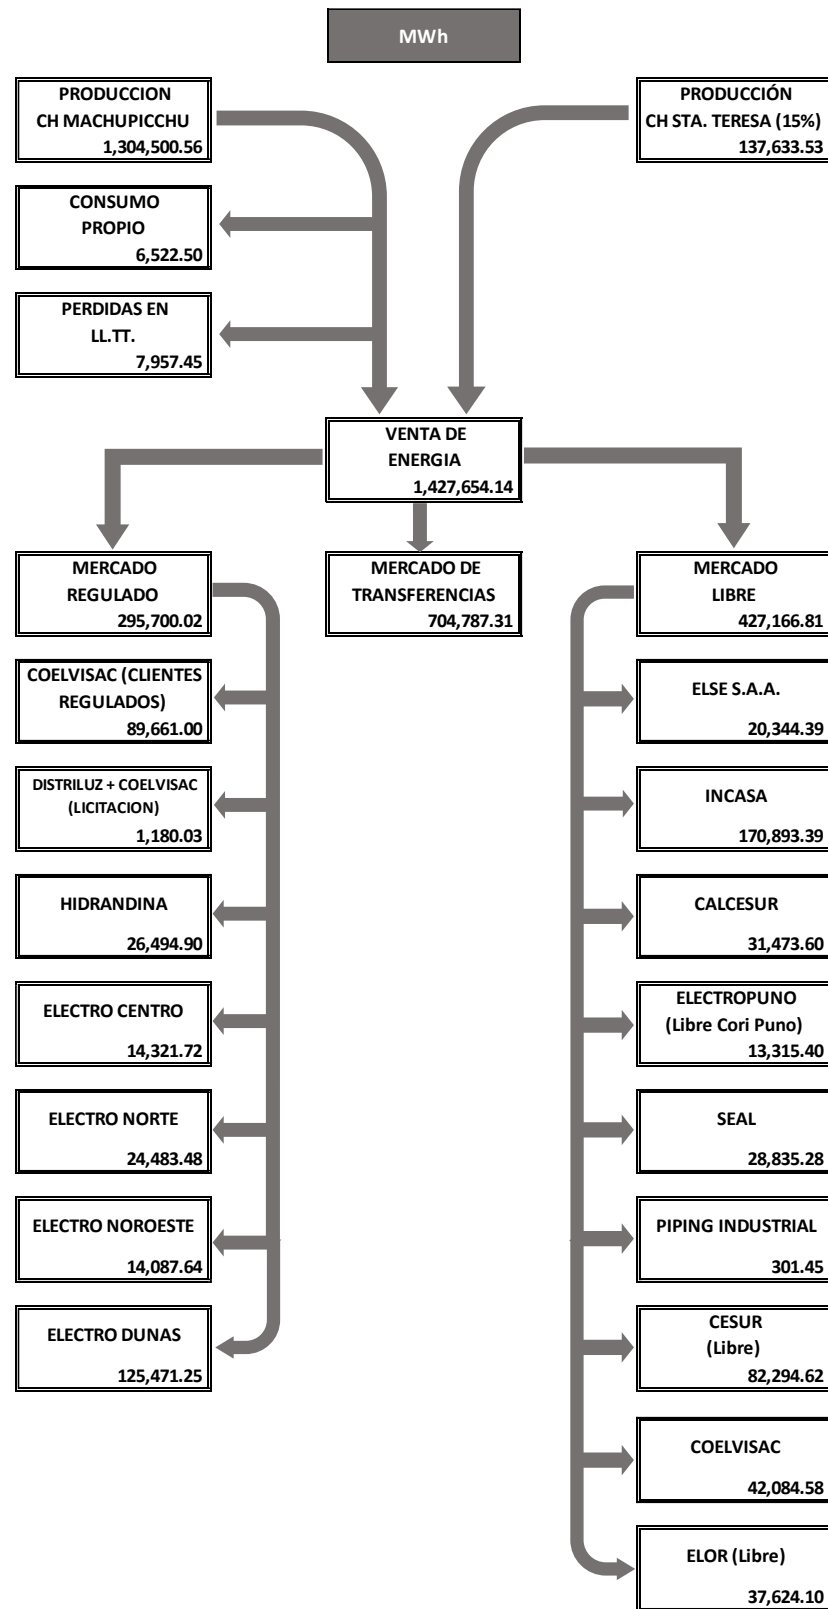 MWh
PRODUCCION
CH MACHUPICCHU
1,304,500.56
PRODUCCIÓN
CH STA. TERESA (15%)
137,633.53
CONSUMO
PROPIO
6,522.50
PERDIDAS EN
LL.TT.
7,957.45
VENTA DE
ENERGIA
1,427,654.14
MERCADO
REGULADO
295,700.02
MERCADO DE
TRANSFERENCIAS
704,787.31
MERCADO
LIBRE
427,166.81
COELVISAC (CLIENTES
REGULADOS)
89,661.00
DISTRILUZ + COELVISAC
(LICITACION)
1,180.03
HIDRANDINA
26,494.90
ELECTRO CENTRO
14,321.72
ELECTRO NORTE
24,483.48
ELECTRO NOROESTE
14,087.64
ELECTRO DUNAS
125,471.25
ELSE S.A.A.
20,344.39
INCASA
170,893.39
CALCESUR
31,473.60
ELECTROPUNO
(Libre Cori Puno)
13,315.40
SEAL
28,835.28
PIPING INDUSTRIAL
301.45
CESUR
(Libre)
82,294.62
COELVISAC
42,084.58
ELOR (Libre)
37,624.10